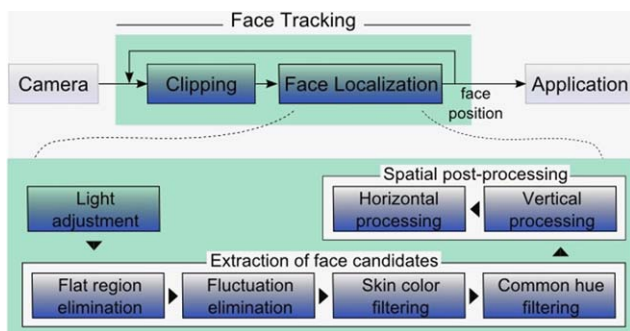 Face Tracking
Camera
Clipping
Face Localization
Application
face
position
Spatial post-processing
Light
adjustment
Horizontal
processing
Vertical
processing
Extraction of face candidates
Flat region
elimination
Fluctuation
elimination
Skin color
filtering
Common hue
filtering